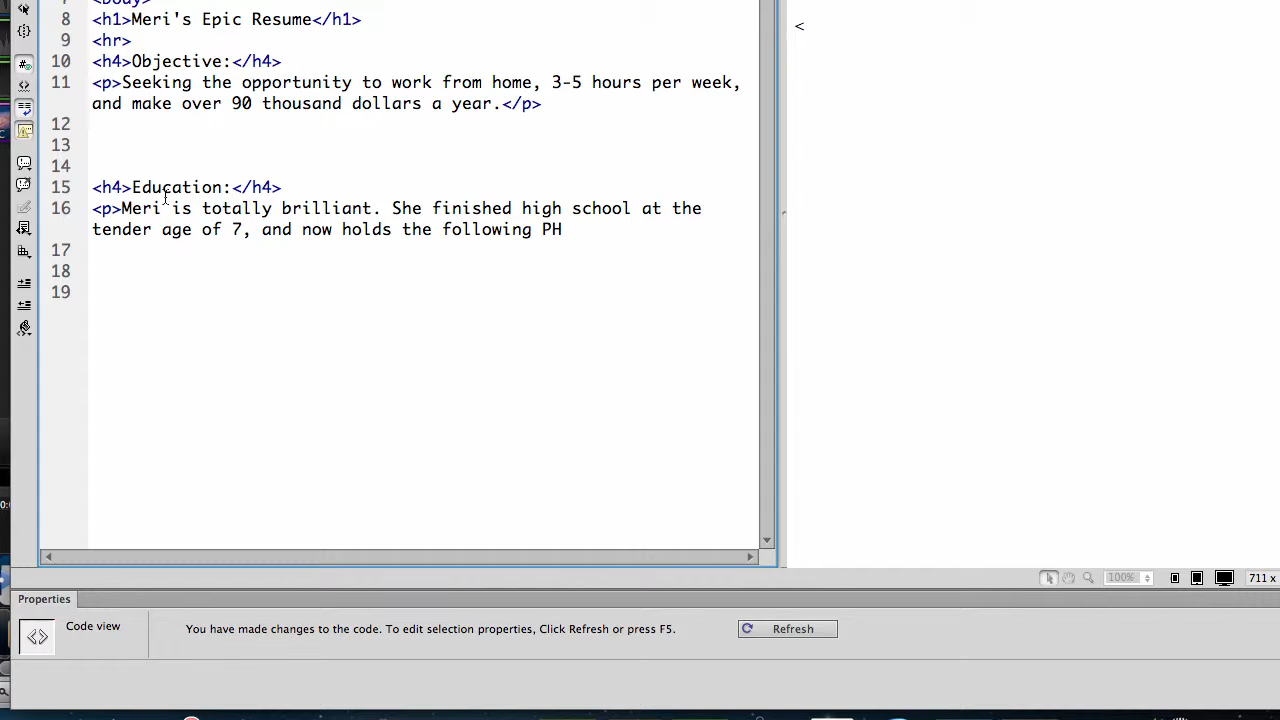 7 <body>
8 <h1>Meri's Epic Resume</h1>
<
9 <hr>
10 <h4>Objective:</h4>
11 <p>Seeking the opportunity to work from home, 3-5 hours per week,
and make over 90 thousand dollars a year.</p>
12
13
14
15 <h4>Education:</h4>
16 <p>Meri is totally brilliant. She finished high school at the
tender age of 7, and now holds the following PH
17
18
19
100%
711 x
Properties
Code view
You have made changes to the code. To edit selection properties, Click Refresh or press F5.
Refresh